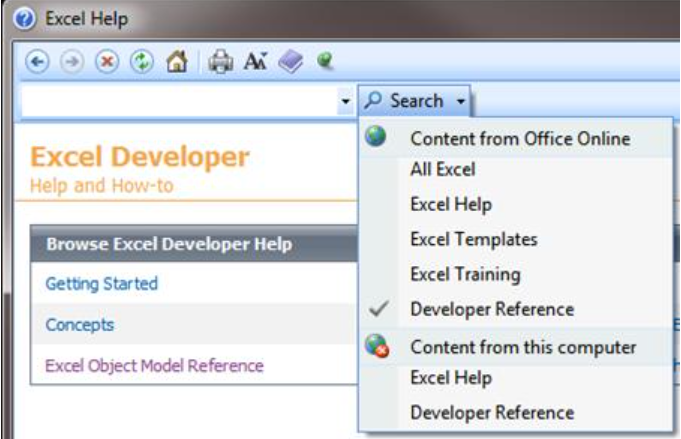 Excel Help
Search
Content from Office Online
All Excel
Excel Help
Excel Templates
Excel Training
Developer Reference
Content from this computer
Excel Help
Developer Reference
Excel Developer
Help and How-to
Browse Excel Developer Help
Getting Started
Concepts
Excel Object Model Reference